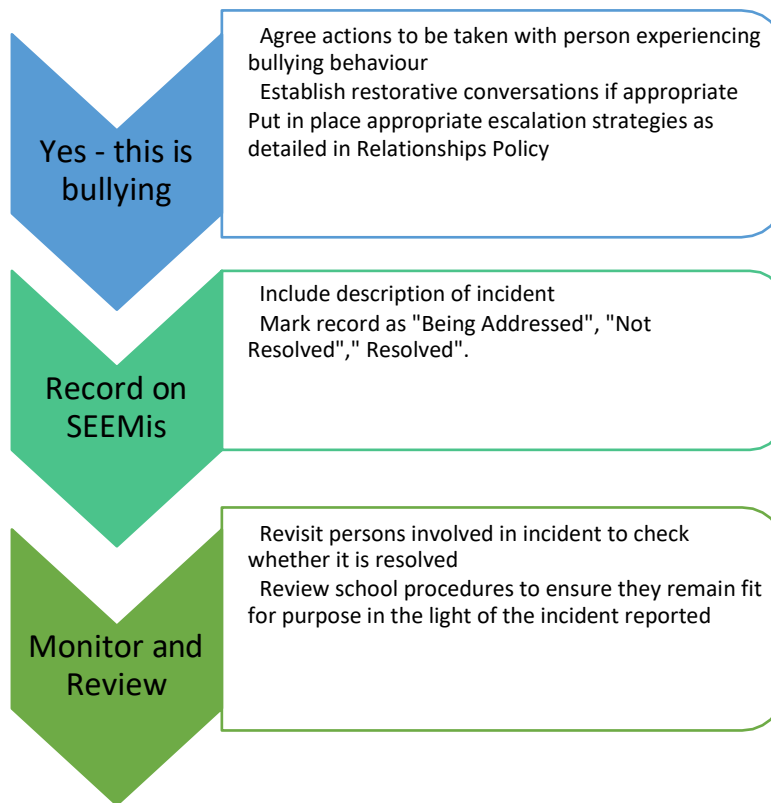 Yes - this is
bullying
Agree actions to be taken with person experiencing
bullying behaviour
Establish restorative conversations if appropriate
Put in place appropriate escalation strategies as
detailed in Relationships Policy
Record on
SEEMis
Include description of incident
Mark record as "Being Addressed", "Not
Resolved"," Resolved".
Monitor and
Review
Revisit persons involved in incident to check
whether it is resolved
Review school procedures to ensure they remain fit
for purpose in the light of the incident reported